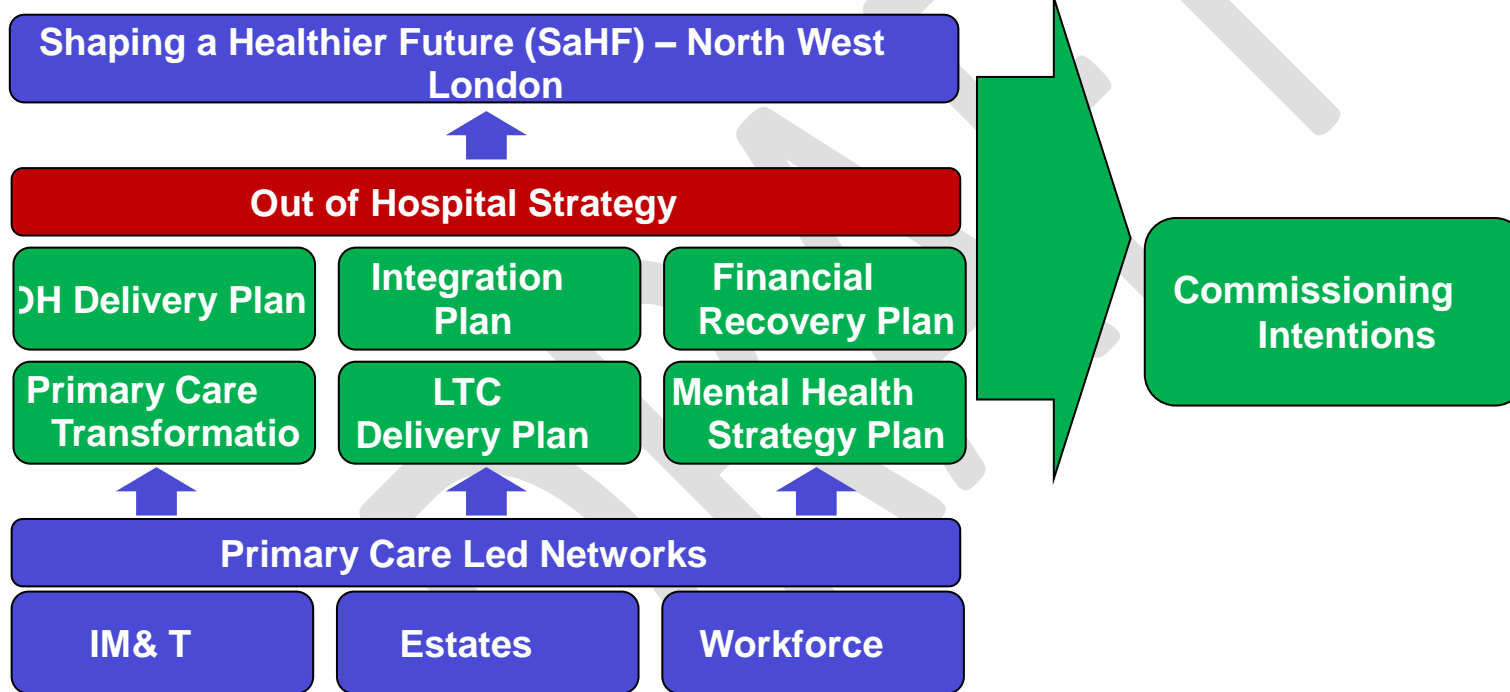 Shaping a Healthier Future (SaHF) – North West
London
Out of Hospital Strategy
OH Delivery Plan
Integration
Plan
Financial
Recovery Plan
Primary Care
Transformatio
LTC
Delivery Plan
Mental Health
Strategy Plan
Commissioning
Intentions
Primary Care Led Networks
IM& T
Estates
Workforce